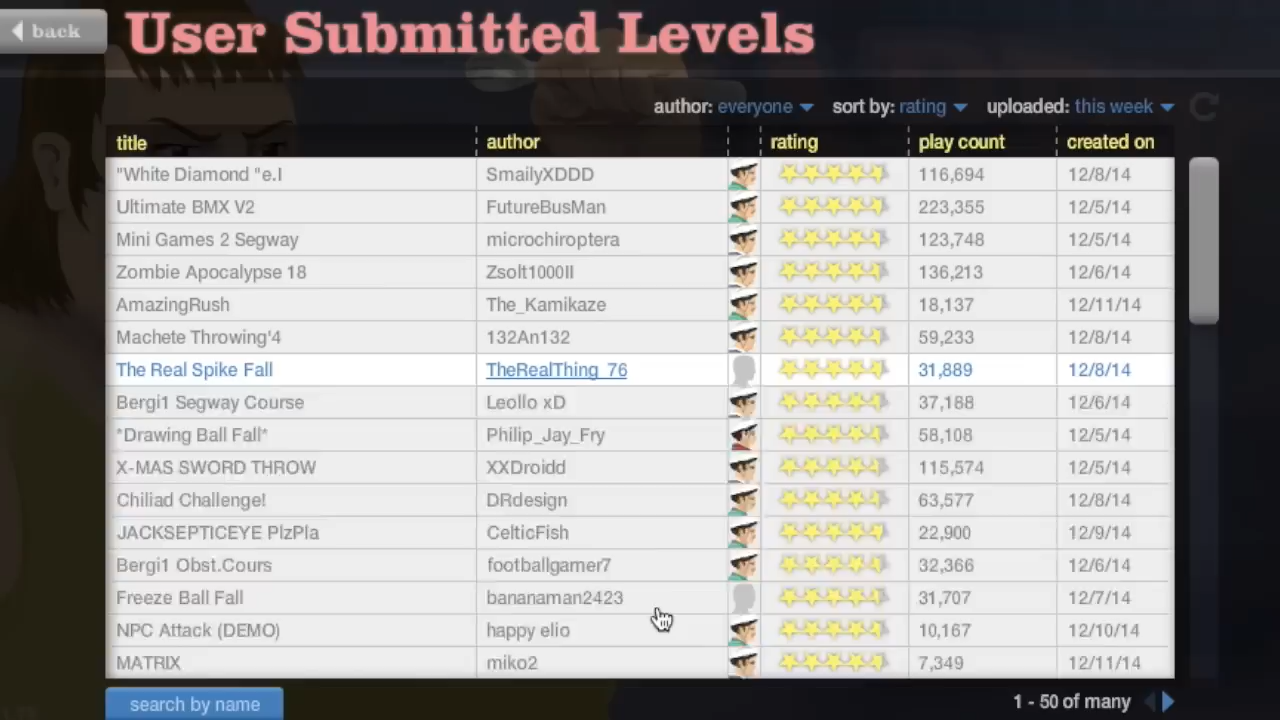 back
User Submitted Levels
author: everyone sort by: rating uploaded: this week
title author rating play count created on
"White Diamond "e.l SmailyXDDD 116,694 12/8/14
Ultimate BMX V2 FutureBusMan 223,355 12/5/14
Mini Games 2 Segway microchiroptera 123,748 12/5/14
Zombie Apocalypse 18 Zsolt1000II 136,213 12/6/14
AmazingRush The_Kamikaze 18,137 12/11/14
Machete Throwing'4 132An132 59,233 12/8/14
The Real Spike Fall TheRealThing_76 31,889 12/8/14
Bergi1 Segway Course Leollo xD 37,188 12/6/14
*Drawing Ball Fall* Philip_Jay_Fry 58,108 12/5/14
X-MAS SWORD THROW XXDroidd 115,574 12/5/14
Chiliad Challenge! DRdesign 63,577 12/8/14
JACKSEPTICEYE PlzPla CelticFish 22,900 12/9/14
Bergi1 Obst.Cours footballgamer7 32,366 12/6/14
Freeze Ball Fall bananaman2423 31,707 12/7/14
NPC Attack (DEMO) happy elio 10,167 12/10/14
MATRIX miko2 7,349 12/11/14
search by name 1 - 50 of many